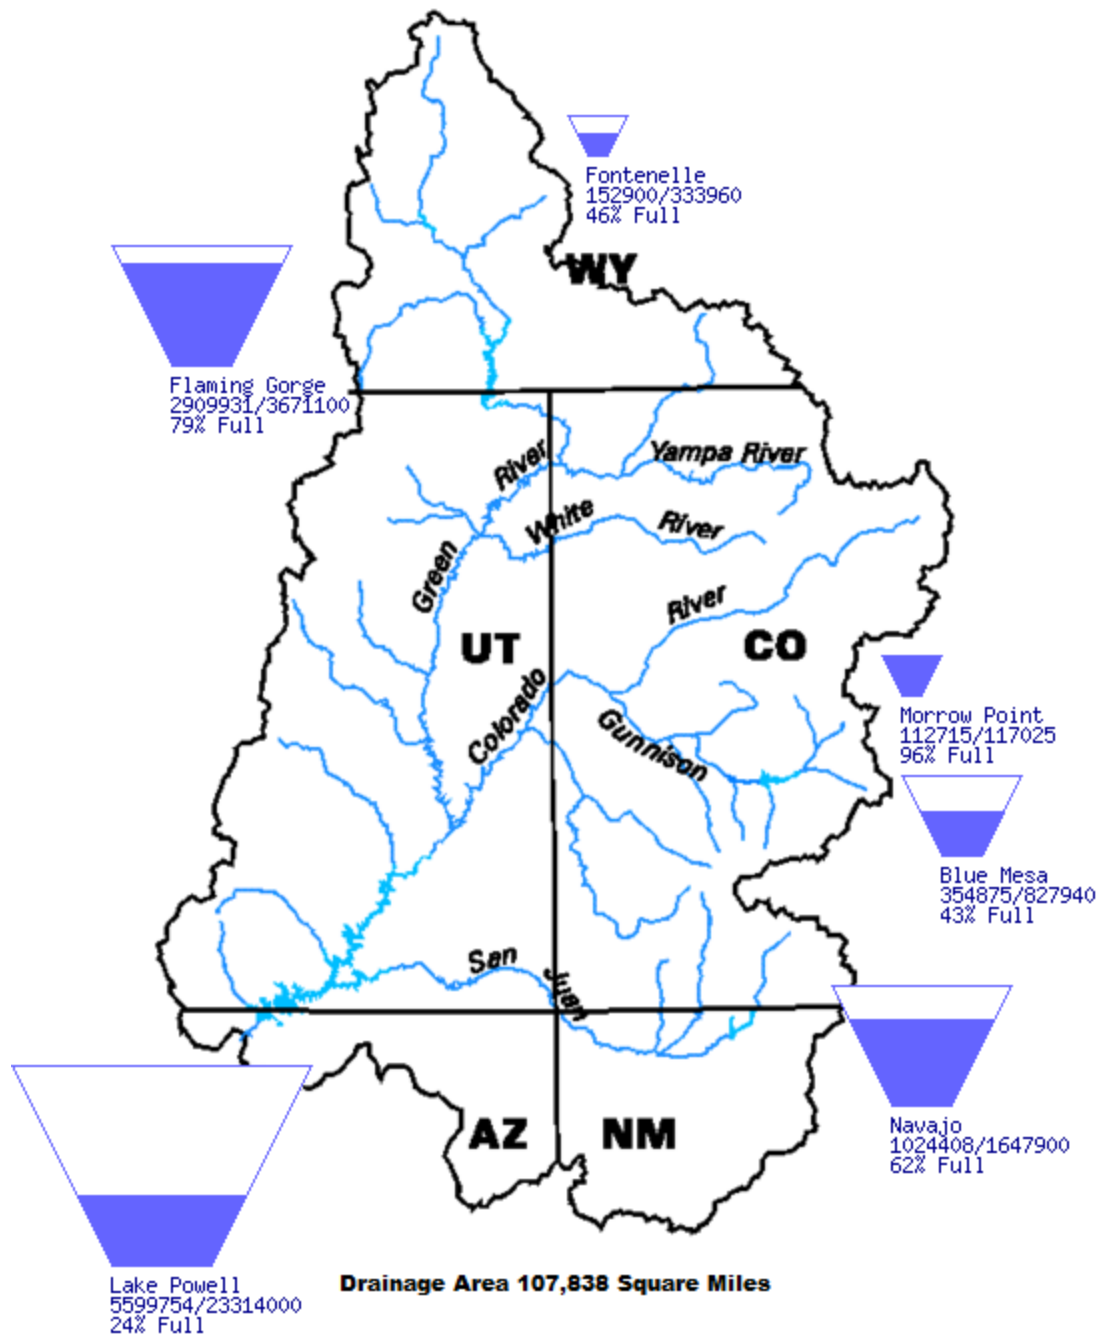 Fontenelle
152900/333960
46% Full
WY
Flaming Gorge
2909931/3671100
79% Full
River
Yampa River
White
River
Green
River
UT
CO
Colorado
Gunnison
Morrow Point
112715/117025
96% Full
Blue Mesa
354875/827940
43% Full
San
Juan
Navajo
1024408/1647900
62% Full
AZ
NM
Lake Powell
5599754/23314000
24% Full
Drainage Area 107,838 Square Miles